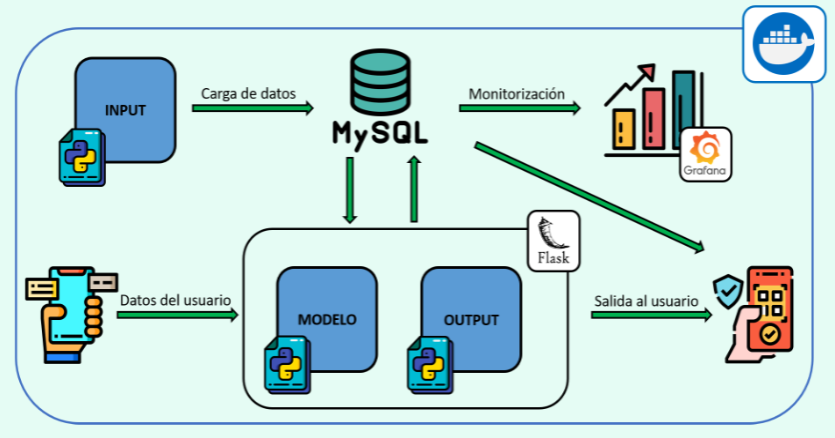 INPUT
Carga de datos
MySQL
Monitorización
Grafana
Flask
Datos del usuario
MODELO
OUTPUT
Salida al usuario